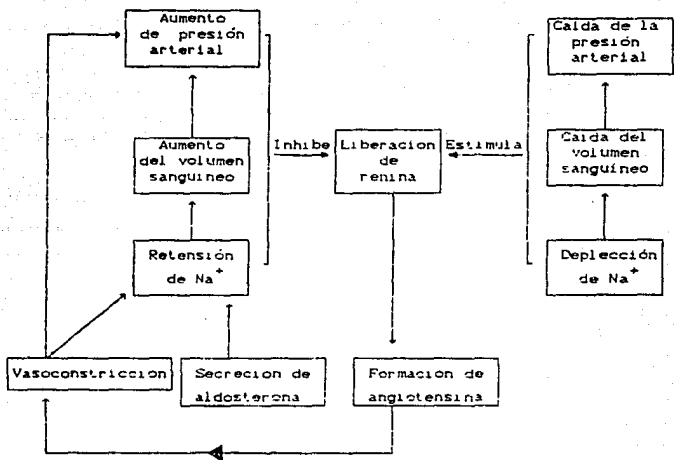 Aumento
de presión
arterial
Caida de la
presión
arterial
Aumento
del volumen
sanguineo
Inhibe
Liberacion
de
renina
Estimula
Caida del
volumen
sanguineo
Retensión
de Na⁺
Deplección
de Na⁺
Vasoconstriccion
Secrecion de
aldosterona
Formacion de
angiotensina